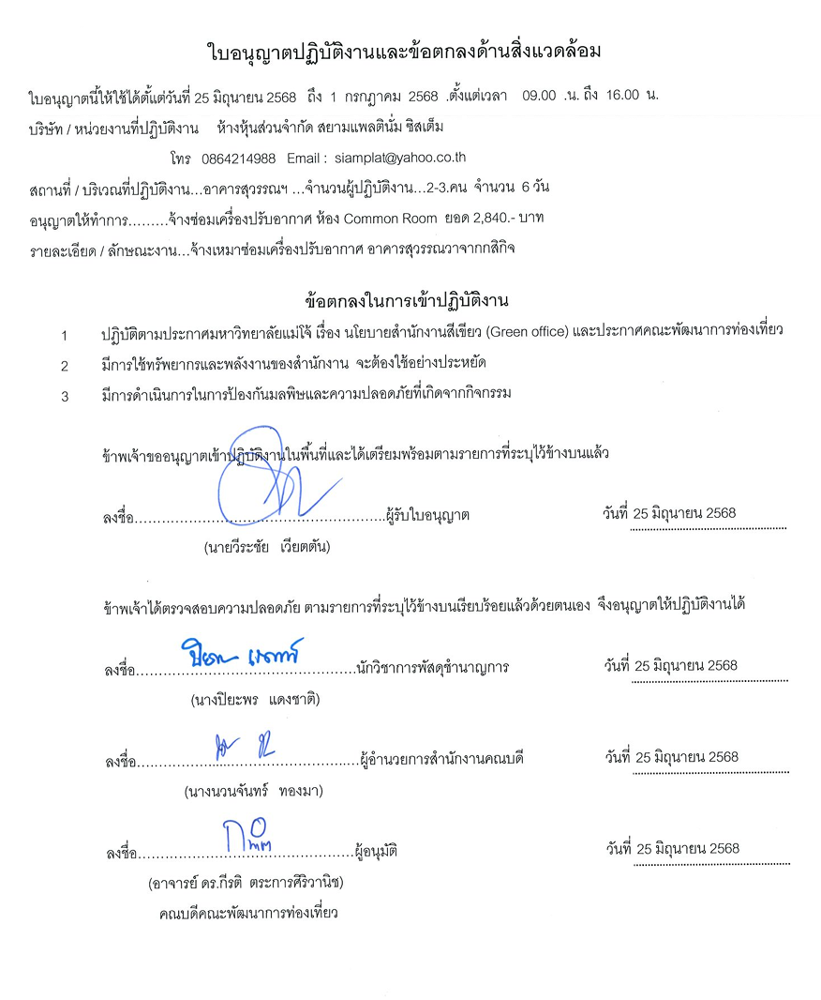 ใบอนุญาตปฏิบัติงานและข้อตกลงด้านสิ่งแวดล้อม
ใบอนุญาตนี้ให้ใช้ได้ตั้งแต่วันที่ 25 มิถุนายน 2568 ถึง 1 กรกฎาคม 2568 .ตั้งแต่เวลา 09.00 .น. ถึง 16.00 น.
บริษัท / หน่วยงานที่ปฏิบัติงาน ห้างหุ้นส่วนจำกัด สยามแพลตินั่ม ซิสเต็ม
โทร 0864214988 Email : siamplat@yahoo.co.th
สถานที่ / บริเวณที่ปฏิบัติงาน...อาคารสุวรรณฯ ...จำนวนผู้ปฏิบัติงาน...2-3.คน จำนวน 6 วัน
อนุญาตให้ทำการ.........จ้างซ่อมเครื่องปรับอากาศ ห้อง Common Room ยอด 2,840.- บาท
รายละเอียด / ลักษณะงาน...จ้างเหมาซ่อมเครื่องปรับอากาศ อาคารสุวรรณวาจากกสิกิจ
ข้อตกลงในการเข้าปฏิบัติงาน
1 ปฏิบัติตามประกาศมหาวิทยาลัยแม่โจ้ เรื่อง นโยบายสำนักงานสีเขียว (Green office) และประกาศคณะพัฒนาการท่องเที่ยว
2 มีการใช้ทรัพยากรและพลังงานของสำนักงาน จะต้องใช้อย่างประหยัด
3 มีการดำเนินการในการป้องกันมลพิษและความปลอดภัยที่เกิดจากกิจกรรม
ข้าพเจ้าขออนุญาตเข้าปฏิบัติงานในพื้นที่และได้เตรียมพร้อมตามรายการที่ระบุไว้ข้างบนแล้ว
ลงชื่อ..............................................ผู้รับใบอนุญาต วันที่ 25 มิถุนายน 2568
(นายวีระชัย เวียตตัน)
ข้าพเจ้าได้ตรวจสอบความปลอดภัย ตามรายการที่ระบุไว้ข้างบนเรียบร้อยแล้วด้วยตนเอง จึงอนุญาตให้ปฏิบัติงานได้
ลงชื่อ........................................นักวิชาการพัสดุชำนาญการ วันที่ 25 มิถุนายน 2568
(นางปิยะพร แดงชาติ)
ลงชื่อ.........................................ผู้อำนวยการสำนักงานคณบดี วันที่ 25 มิถุนายน 2568
(นางนวนจันทร์ ทองมา)
ลงชื่อ........................................ผู้อนุมัติ วันที่ 25 มิถุนายน 2568
(อาจารย์ ดร.กีรติ ตระการศิริวานิช)
คณบดีคณะพัฒนาการท่องเที่ยว